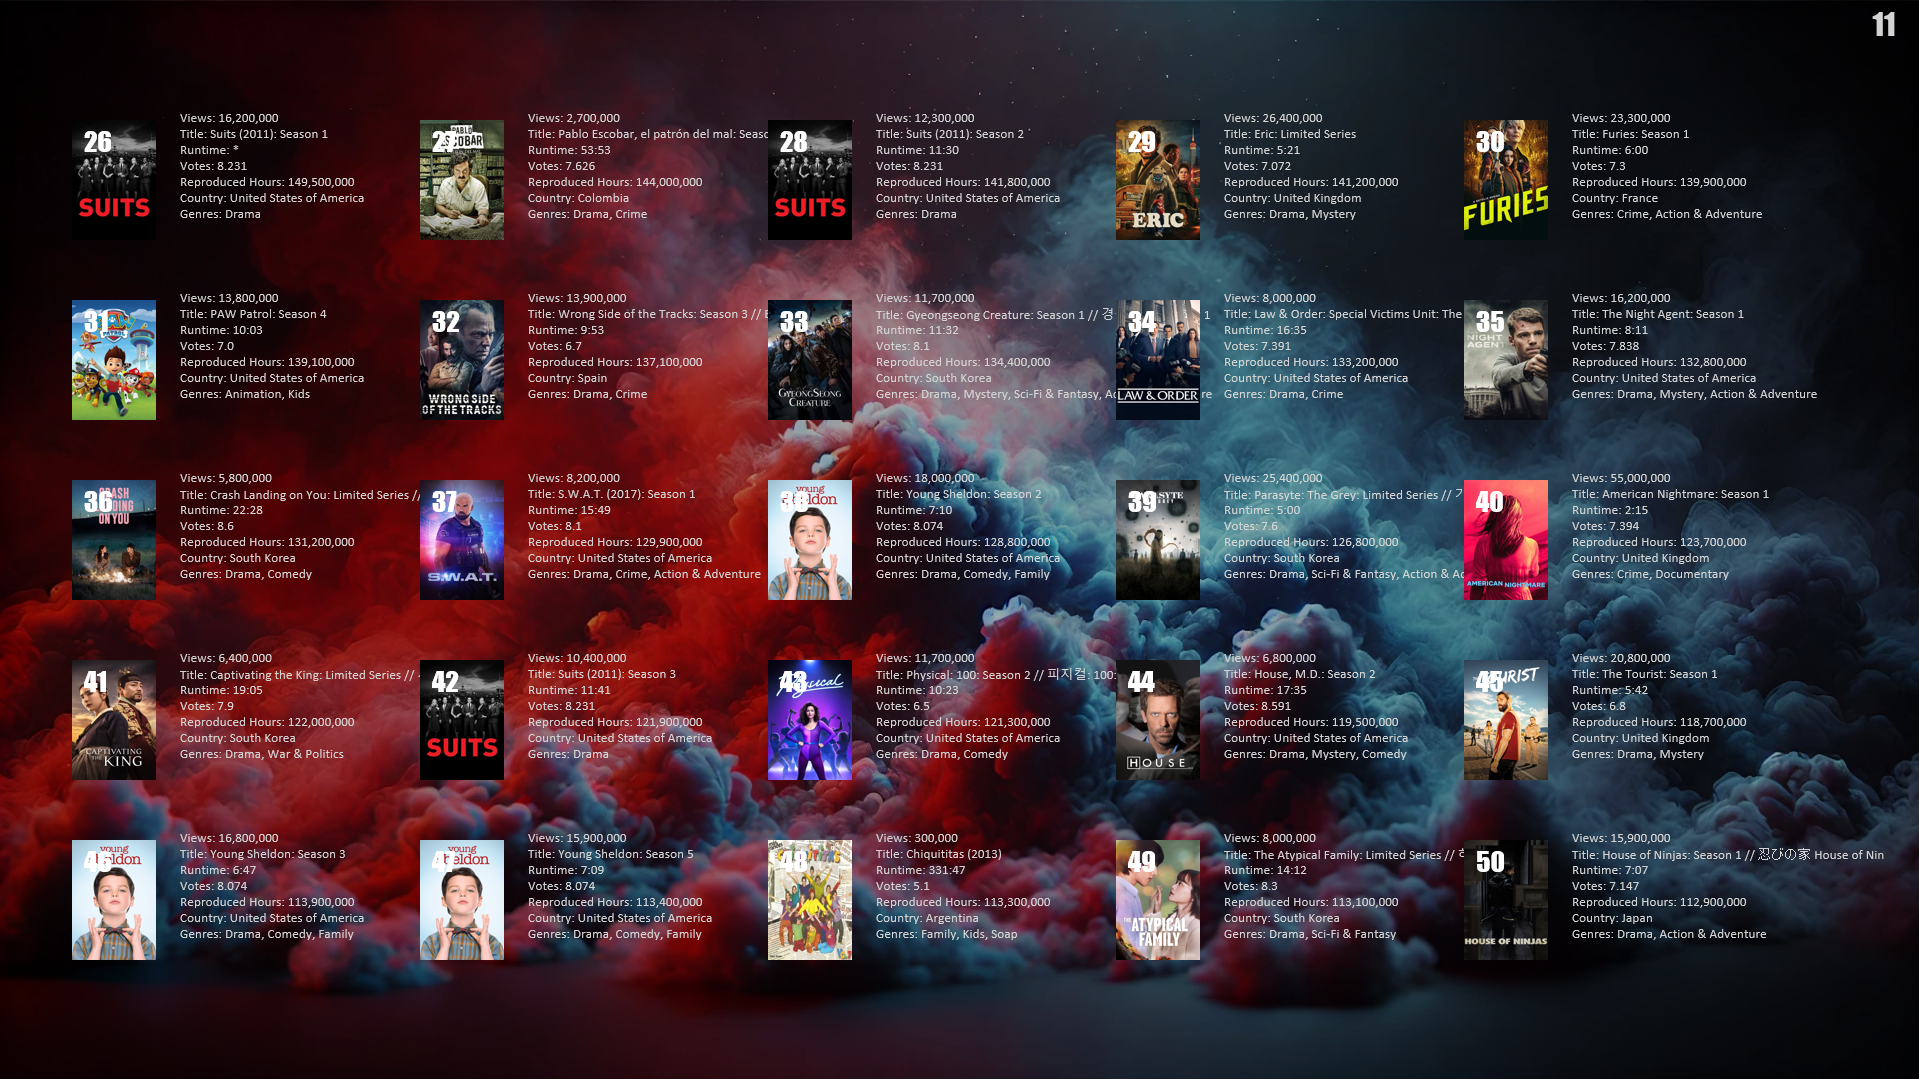 11
26
SUITS
Views: 16,200,000
Title: Suits (2011): Season 1
Runtime: *
Votes: 8.231
Reproduced Hours: 149,500,000
Country: United States of America
Genres: Drama
27
Views: 2,700,000
Title: Pablo Escobar, el patrón del mal: Seaso
Runtime: 53:53
Votes: 7.626
Reproduced Hours: 144,000,000
Country: Colombia
Genres: Drama, Crime
28
SUITS
Views: 12,300,000
Title: Suits (2011): Season 2
Runtime: 11:30
Votes: 8.231
Reproduced Hours: 141,800,000
Country: United States of America
Genres: Drama
29
ERIC
Views: 26,400,000
Title: Eric: Limited Series
Runtime: 5:21
Votes: 7.072
Reproduced Hours: 141,200,000
Country: United Kingdom
Genres: Drama, Mystery
30
FURIES
Views: 23,300,000
Title: Furies: Season 1
Runtime: 6:00
Votes: 7.3
Reproduced Hours: 139,900,000
Country: France
Genres: Crime, Action & Adventure
31
Views: 13,800,000
Title: PAW Patrol: Season 4
Runtime: 10:03
Votes: 7.0
Reproduced Hours: 139,100,000
Country: United States of America
Genres: Animation, Kids
32
WRONG SIDE
OF THE TRACKS
Views: 13,900,000
Title: Wrong Side of the Tracks: Season 3 //
Runtime: 9:53
Votes: 6.7
Reproduced Hours: 137,100,000
Country: Spain
Genres: Drama, Crime
33
GYEONGSEONG
CREATURE
Views: 11,700,000
Title: Gyeongseong Creature: Season 1 // 경 1
Runtime: 11:32
Votes: 8.1
Reproduced Hours: 134,400,000
Country: South Korea
Genres: Drama, Mystery, Sci-Fi & Fantasy, Ac re
34
LAW & ORDER
Views: 8,000,000
Title: Law & Order: Special Victims Unit: The
Runtime: 16:35
Votes: 7.391
Reproduced Hours: 133,200,000
Country: United States of America
Genres: Drama, Crime
35
NIGHT
AGENT
Views: 16,200,000
Title: The Night Agent: Season 1
Runtime: 8:11
Votes: 7.838
Reproduced Hours: 132,800,000
Country: United States of America
Genres: Drama, Mystery, Action & Adventure
36
ON YOU
Views: 5,800,000
Title: Crash Landing on You: Limited Series //
Runtime: 22:28
Votes: 8.6
Reproduced Hours: 131,200,000
Country: South Korea
Genres: Drama, Comedy
37
S.W.A.T.
Views: 8,200,000
Title: S.W.A.T. (2017): Season 1
Runtime: 15:49
Votes: 8.1
Reproduced Hours: 129,900,000
Country: United States of America
Genres: Drama, Crime, Action & Adventure
38
young
Views: 18,000,000
Title: Young Sheldon: Season 2
Runtime: 7:10
Votes: 8.074
Reproduced Hours: 128,800,000
Country: United States of America
Genres: Drama, Comedy, Family
39
Views: 25,400,000
Title: Parasyte: The Grey: Limited Series //
Runtime: 5:00
Votes: 7.6
Reproduced Hours: 126,800,000
Country: South Korea
Genres: Drama, Sci-Fi & Fantasy, Action & Ad
40
AMERICAN NIGHTMARE
Views: 55,000,000
Title: American Nightmare: Season 1
Runtime: 2:15
Votes: 7.394
Reproduced Hours: 123,700,000
Country: United Kingdom
Genres: Crime, Documentary
41
CAPTIVATING
THE KING
Views: 6,400,000
Title: Captivating the King: Limited Series //
Runtime: 19:05
Votes: 7.9
Reproduced Hours: 122,000,000
Country: South Korea
Genres: Drama, War & Politics
42
SUITS
Views: 10,400,000
Title: Suits (2011): Season 3
Runtime: 11:41
Votes: 8.231
Reproduced Hours: 121,900,000
Country: United States of America
Genres: Drama
43
Views: 11,700,000
Title: Physical: 100: Season 2 // 피지컬: 100:
Runtime: 10:23
Votes: 6.5
Reproduced Hours: 121,300,000
Country: United States of America
Genres: Drama, Comedy
44
HOUSE
Views: 6,800,000
Title: House, M.D.: Season 2
Runtime: 17:35
Votes: 8.591
Reproduced Hours: 119,500,000
Country: United States of America
Genres: Drama, Mystery, Comedy
45
Views: 20,800,000
Title: The Tourist: Season 1
Runtime: 5:42
Votes: 6.8
Reproduced Hours: 118,700,000
Country: United Kingdom
Genres: Drama, Mystery
46
young
Views: 16,800,000
Title: Young Sheldon: Season 3
Runtime: 6:47
Votes: 8.074
Reproduced Hours: 113,900,000
Country: United States of America
Genres: Drama, Comedy, Family
47
young
Views: 15,900,000
Title: Young Sheldon: Season 5
Runtime: 7:09
Votes: 8.074
Reproduced Hours: 113,400,000
Country: United States of America
Genres: Drama, Comedy, Family
48
Views: 300,000
Title: Chiquititas (2013)
Runtime: 331:47
Votes: 5.1
Reproduced Hours: 113,300,000
Country: Argentina
Genres: Family, Kids, Soap
49
THE ATYPICAL
FAMILY
Views: 8,000,000
Title: The Atypical Family: Limited Series //
Runtime: 14:12
Votes: 8.3
Reproduced Hours: 113,100,000
Country: South Korea
Genres: Drama, Sci-Fi & Fantasy
50
HOUSE OF NINJAS
Views: 15,900,000
Title: House of Ninjas: Season 1 // 忍びの家 House of Nin
Runtime: 7:07
Votes: 7.147
Reproduced Hours: 112,900,000
Country: Japan
Genres: Drama, Action & Adventure